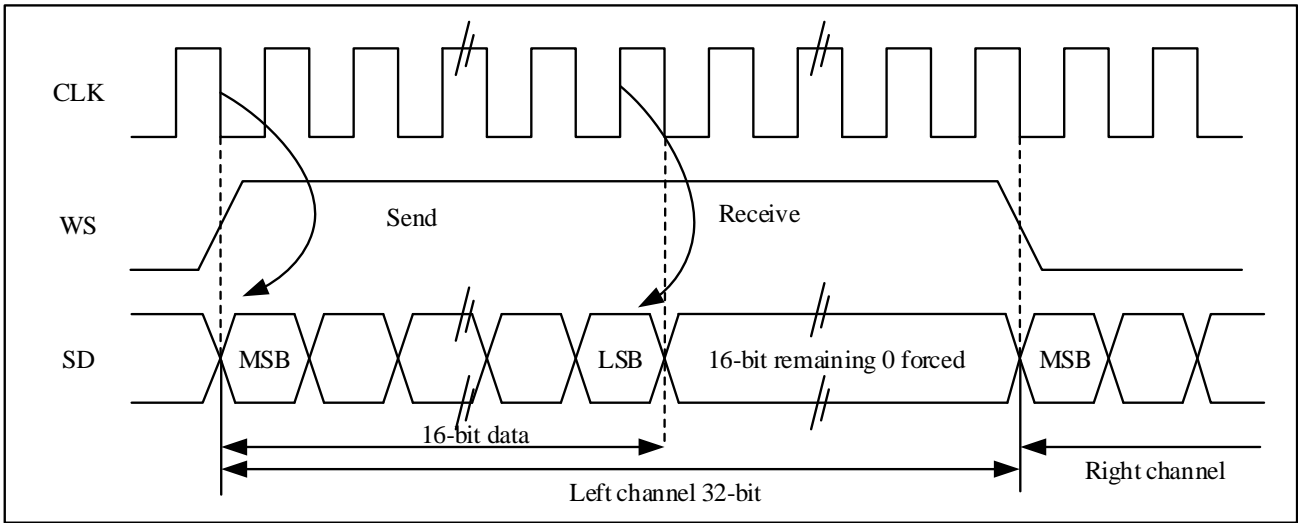 CLK
WS
Send
Receive
SD
MSB
LSB
16-bit remaining 0 forced
MSB
16-bit data
Right channel
Left channel 32-bit